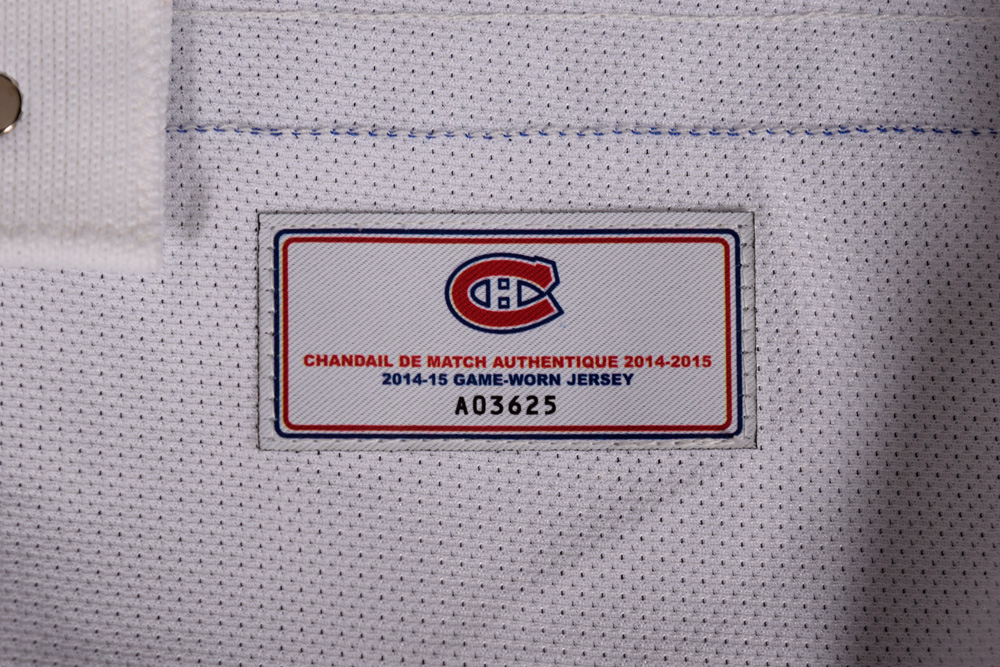 CHANDAIL DE MATCH AUTHENTIQUE 2014-2015
2014-15 GAME-WORN JERSEY
A03625